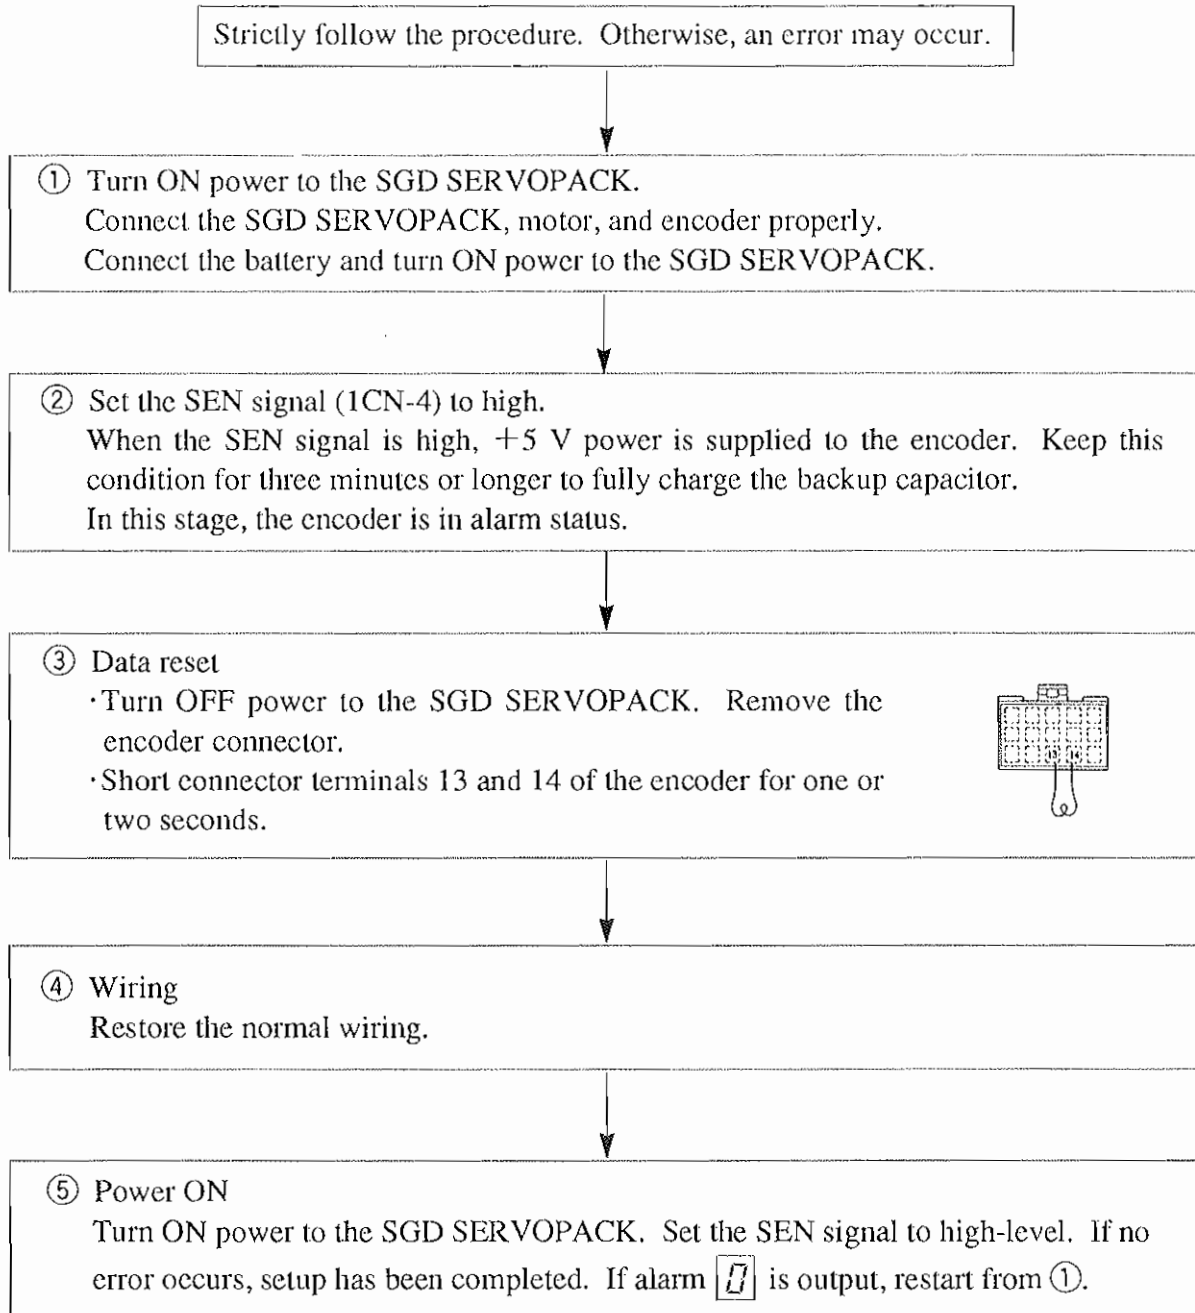 Strictly follow the procedure. Otherwise, an error may occur.
① Turn ON power to the SGD SERVOPACK.
Connect the SGD SERVOPACK, motor, and encoder properly.
Connect the battery and turn ON power to the SGD SERVOPACK.
② Set the SEN signal (1CN-4) to high.
When the SEN signal is high, +5 V power is supplied to the encoder. Keep this
condition for three minutes or longer to fully charge the backup capacitor.
In this stage, the encoder is in alarm status.
③ Data reset
·Turn OFF power to the SGD SERVOPACK. Remove the
encoder connector.
·Short connector terminals 13 and 14 of the encoder for one or
two seconds.
13 14
④ Wiring
Restore the normal wiring.
⑤ Power ON
Turn ON power to the SGD SERVOPACK. Set the SEN signal to high-level. If no
error occurs, setup has been completed. If alarm 0 is output, restart from ①.